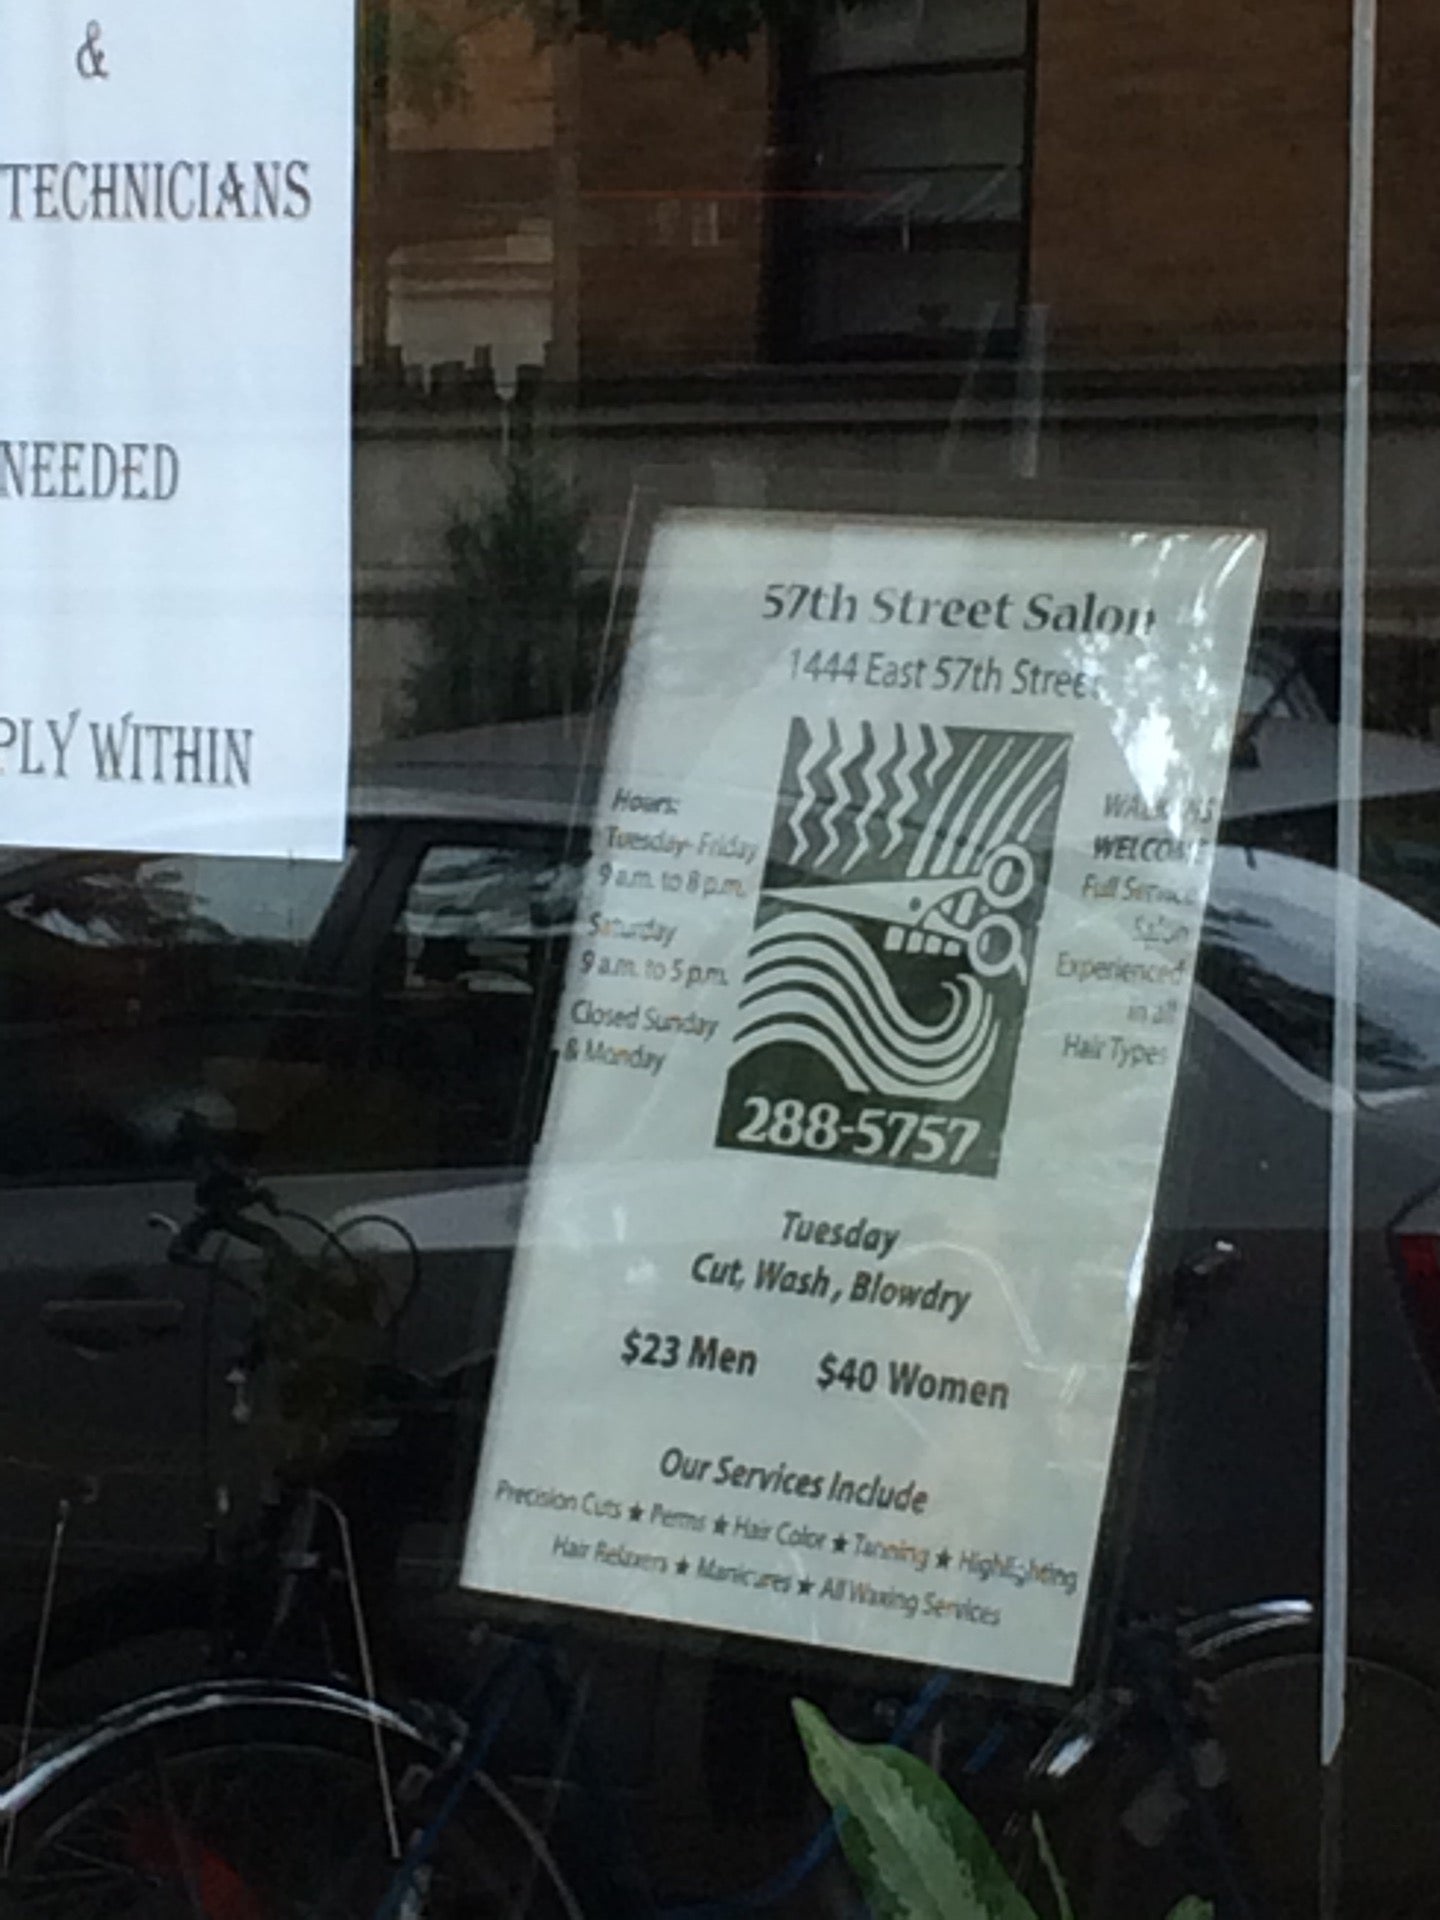 &
TECHNICIANS
NEEDED
PLY WITHIN
57th Street Salon
1444 East 57th Street
Hours:
Tuesday-Friday
9 a.m. to 8 p.m.
Saturday
9 a.m. to 5 p.m.
Closed Sunday
& Monday
WALK-INS
WELCOME
Full Service
Salon
Experienced
in all
Hair Types
288-5757
Tuesday
Cut, Wash, Blowdry
$23 Men $40 Women
Our Services Include
Precision Cuts ★ Perms ★ Hair Color ★ Tanning ★ Highlighting
Hair Relaxers ★ Manicures ★ All Waxing Services